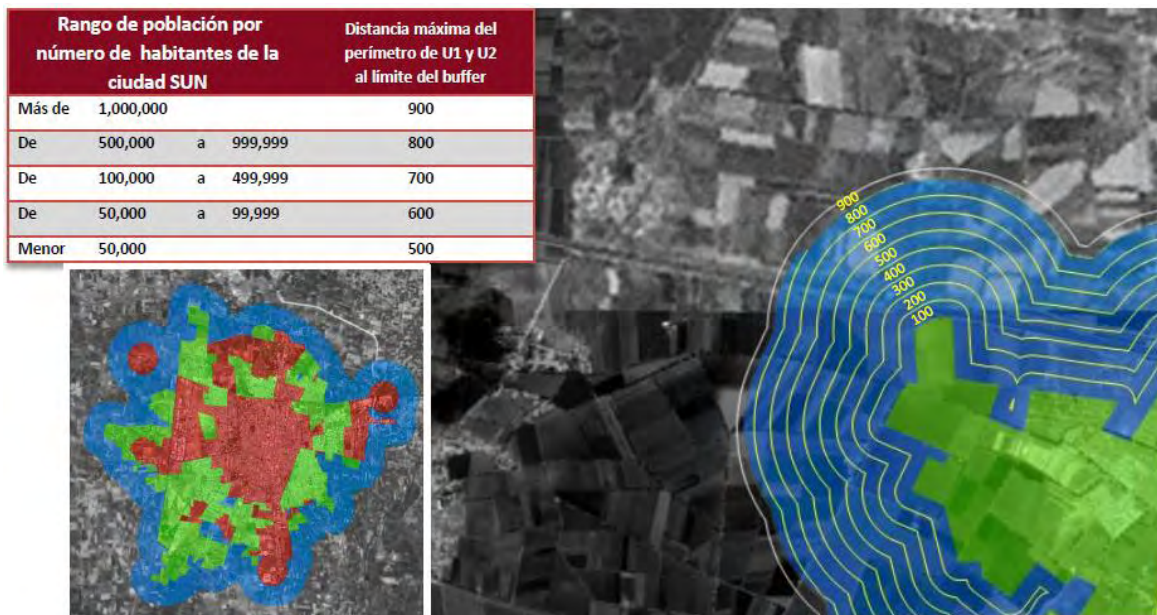 Rango de población por
número de habitantes de la
ciudad SUN
Distancia máxima del
perímetro de U1 y U2
al límite del buffer
Más de 1,000,000 900
De 500,000 a 999,999 800
De 100,000 a 499,999 700
De 50,000 a 99,999 600
Menor 50,000 500
900
800
700
600
500
400
300
200
100